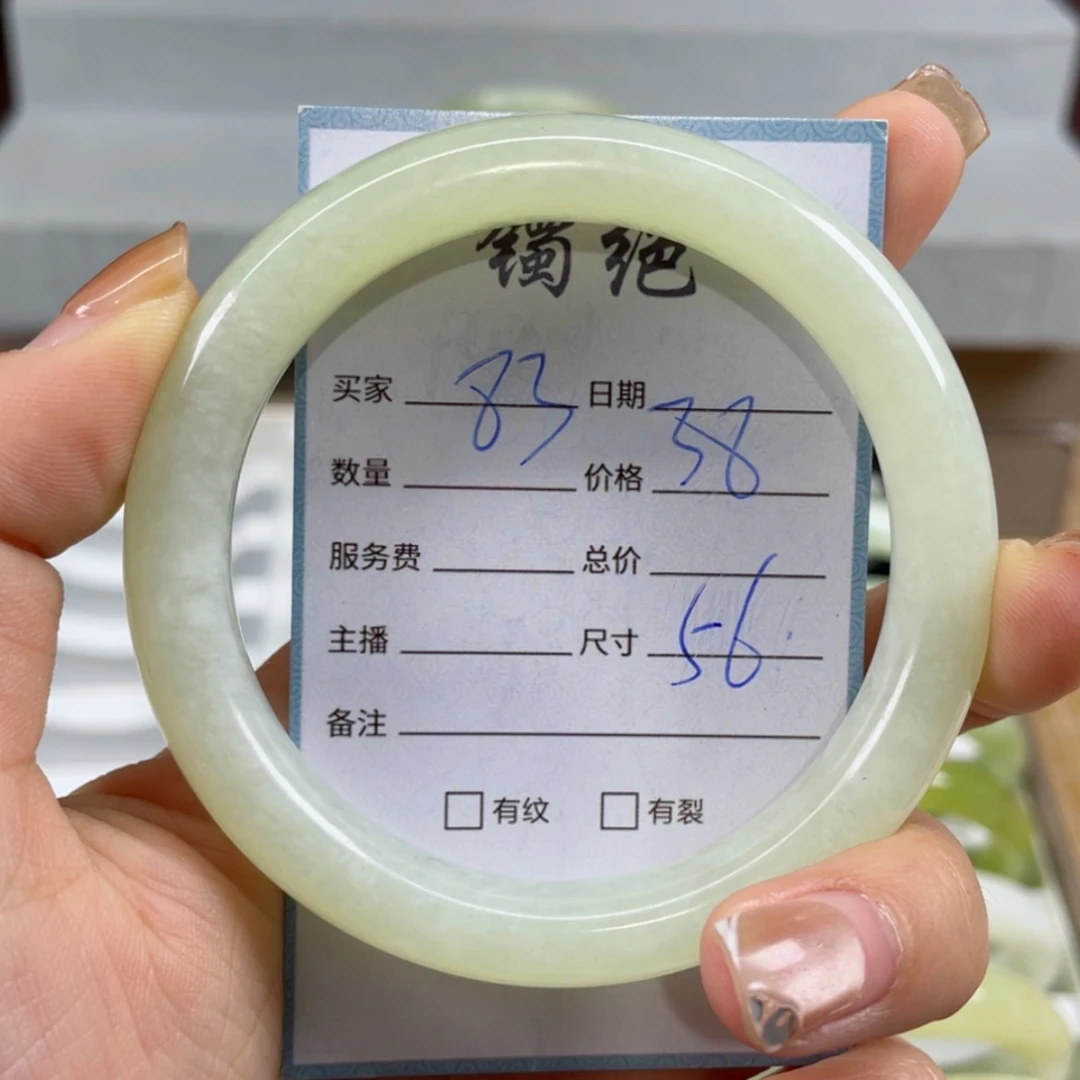 镯绝
买家 83 日期
数量 价格 38
服务费 总价
主播 尺寸 56
备注
□有纹 □有裂